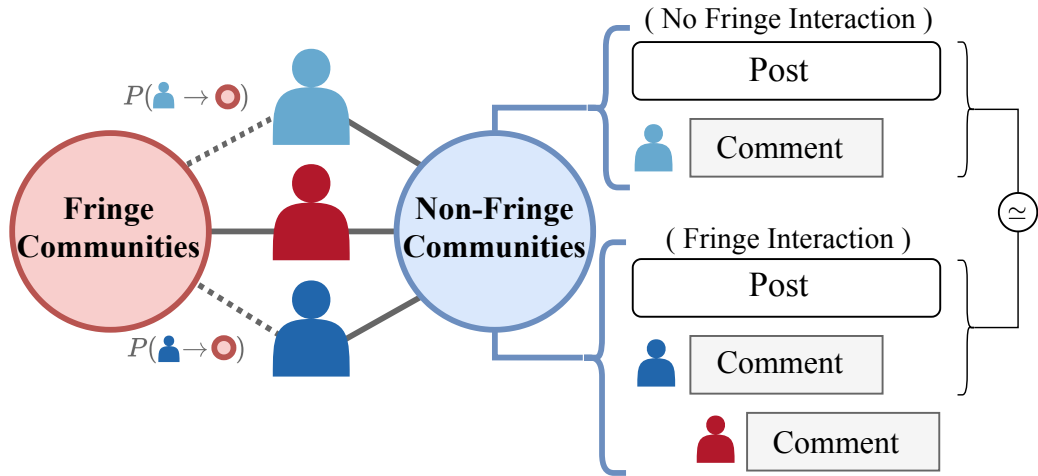 ( No Fringe Interaction )
Post
P( → )
Comment
Fringe
Communities
Non-Fringe
Communities
≃
( Fringe Interaction )
Post
P( → )
Comment
Comment